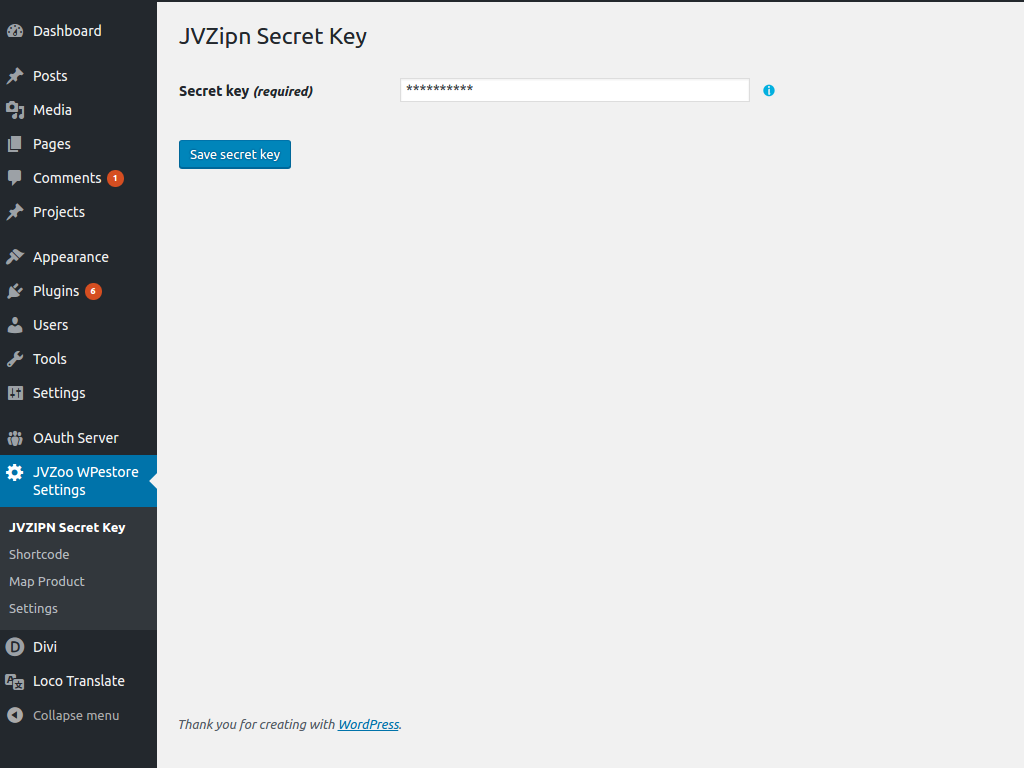 Dashboard
Posts
Media
Pages
Comments 1
Projects
Appearance
Plugins 6
Users
Tools
Settings
OAuth Server
JVZoo WPestore
Settings
JVZIPN Secret Key
Shortcode
Map Product
Settings
D Divi
Loco Translate
Collapse menu
JVZipn Secret Key
Secret key (required) **********
Save secret key
Thank you for creating with WordPress.